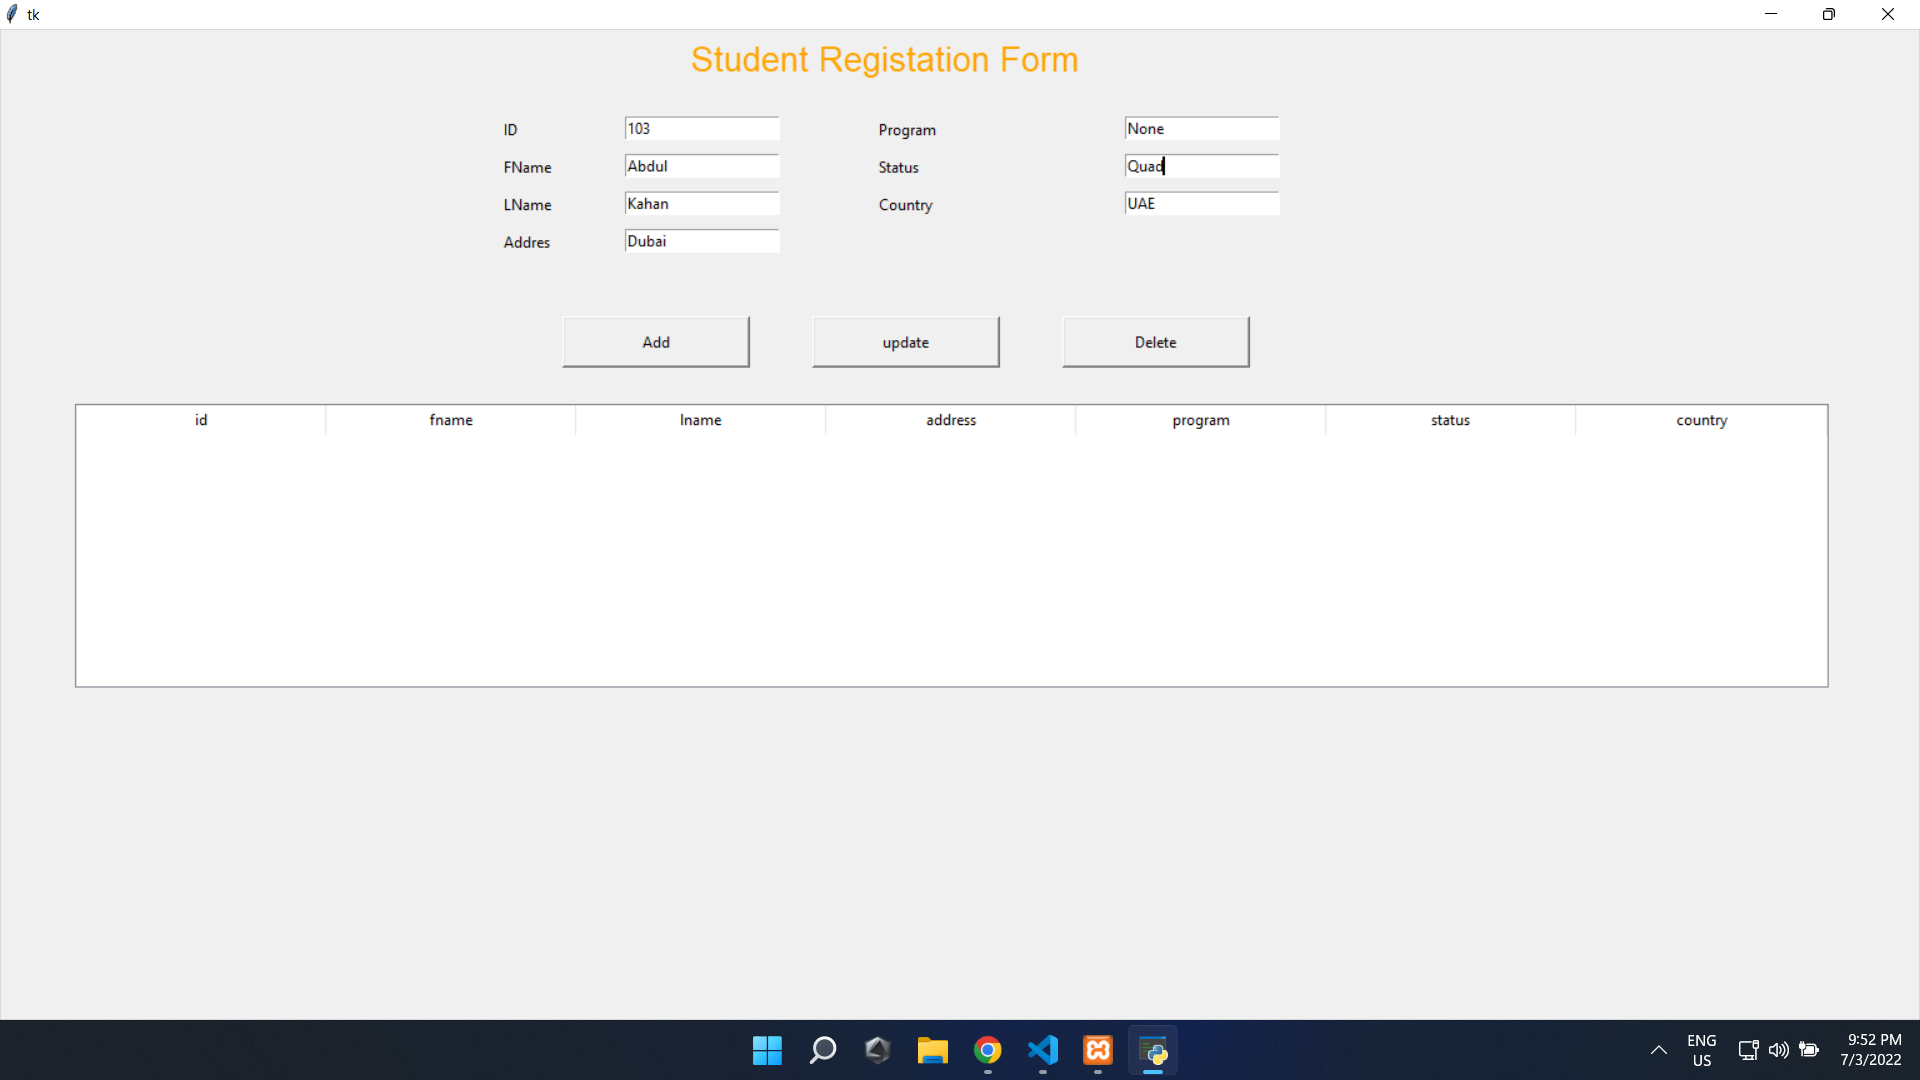 tk
Student Registation Form
ID 103 Program None
FName Abdul Status Quad
LName Kahan Country UAE
Addres Dubai
Add update Delete
id fname lname address program status country
ENG 9:52 PM
US 7/3/2022